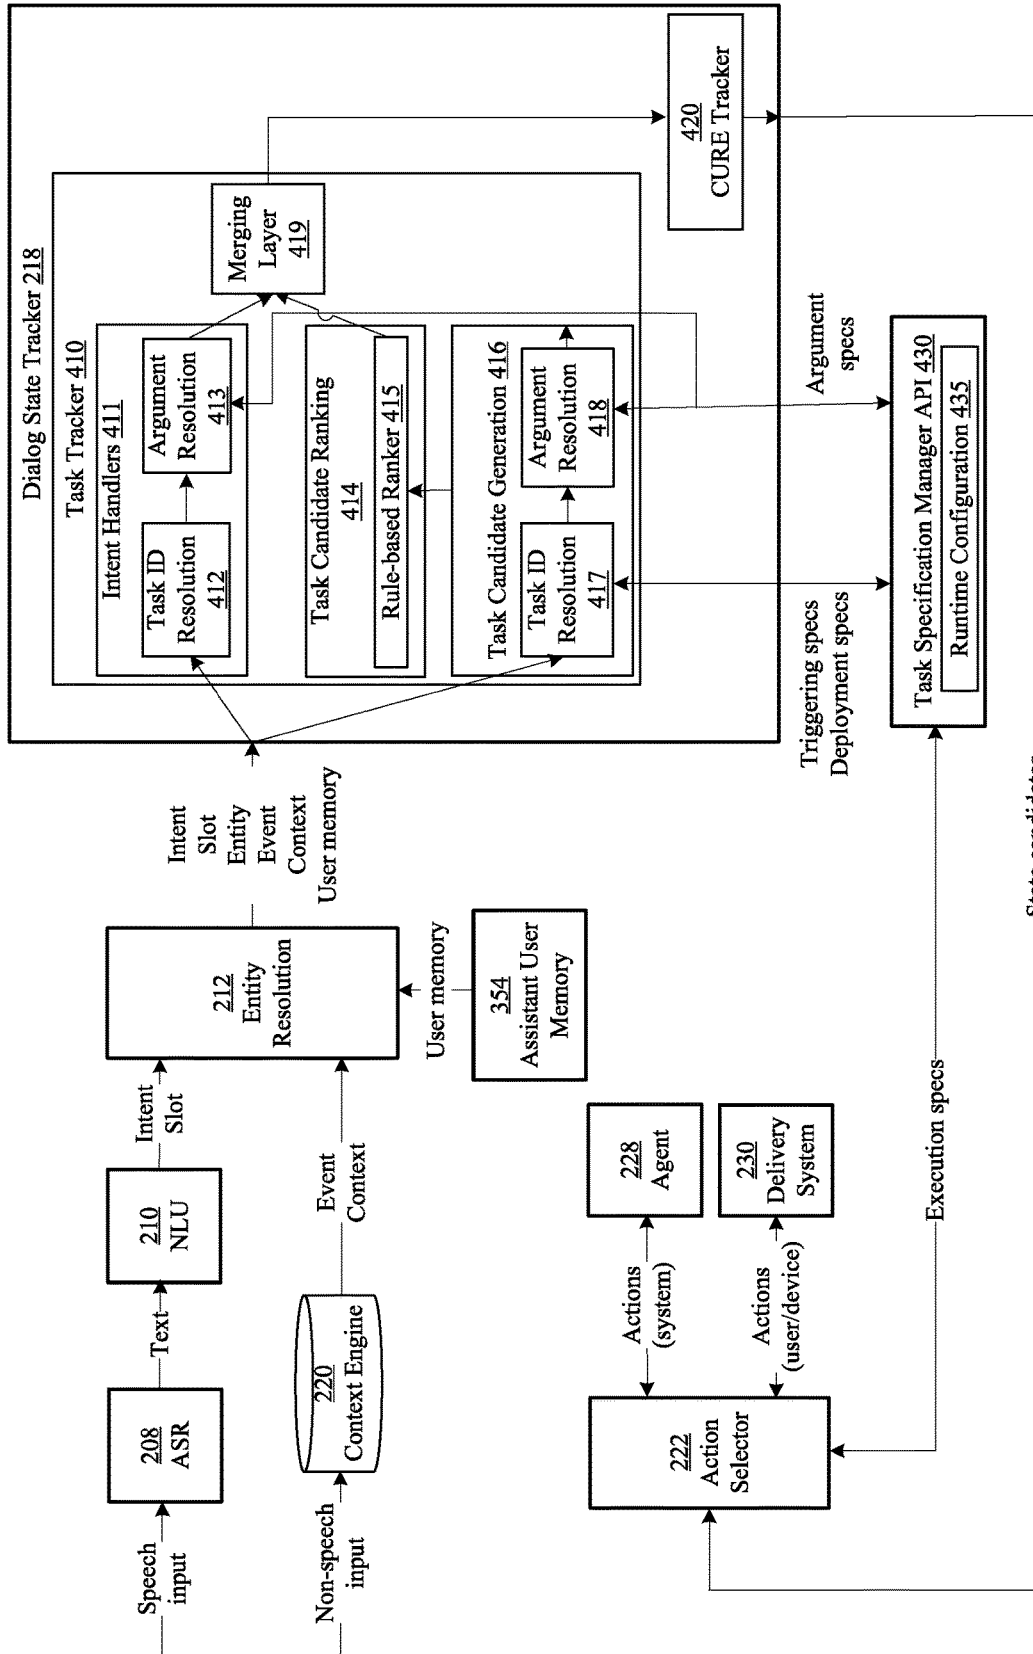 Speech
input
208
ASR
Text
210
NLU
Intent
Slot
Non-speech
input
220
Context Engine
Event
Context
212
Entity
Resolution
User memory
354
Assistant User
Memory
Intent
Slot
Entity
Event
Context
User memory
Dialog State Tracker 218
Task Tracker 410
Intent Handlers 411
Task ID
Resolution
412
Argument
Resolution
413
Task Candidate Ranking
414
Rule-based Ranker 415
Task Candidate Generation 416
Task ID
Resolution
417
Argument
Resolution
418
Merging
Layer
419
420
CURE Tracker
222
Action
Selector
Actions
(system)
228
Agent
Actions
(user/device)
230
Delivery
System
Triggering specs
Deployment specs
Argument
specs
Task Specification Manager API 430
Runtime Configuration 435
Execution specs
State candidates